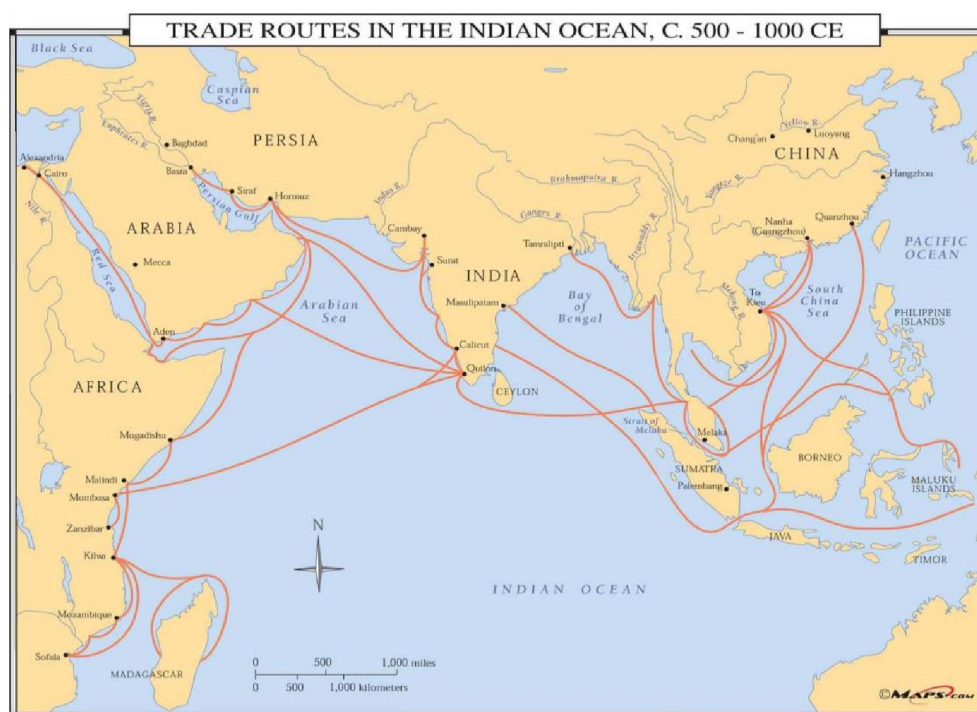 TRADE ROUTES IN THE INDIAN OCEAN, C. 500 - 1000 CE
Black Sea
Caspian
Sea
Tigris R.
Euphrates R.
PERSIA
Baghdad
Basra
Alexandria
Cairo
Nile R.
Siraf
Persian Gulf
Hormuz
ARABIA
Mecca
Red Sea
Aden
Arabian
Sea
Indus R.
Cambay
Surat
INDIA
Brahmaputra R.
Ganges R.
Tamralipti
Irrawaddy R.
Masulipatam
Bay
of
Bengal
Calicut
Quilon
CEYLON
Chang'an
Yellow R.
Luoyang
CHINA
Yangtze R.
Hangzhou
Nanha
(Guangzhou)
Quanzhou
PACIFIC
OCEAN
Mekong R.
Tra
Kieu
South
China
Sea
PHILIPPINE
ISLANDS
AFRICA
Mogadishu
Malindi
Mombasa
Zanzibar
Kilwa
Mozambique
Sofala
MADAGASCAR
Strait of
Melaka
Melaka
SUMATRA
Palembang
BORNEO
MALUKU
ISLANDS
JAVA
TIMOR
N
INDIAN OCEAN
0 500 1,000 miles
0 500 1,000 kilometers
©MAPS.com